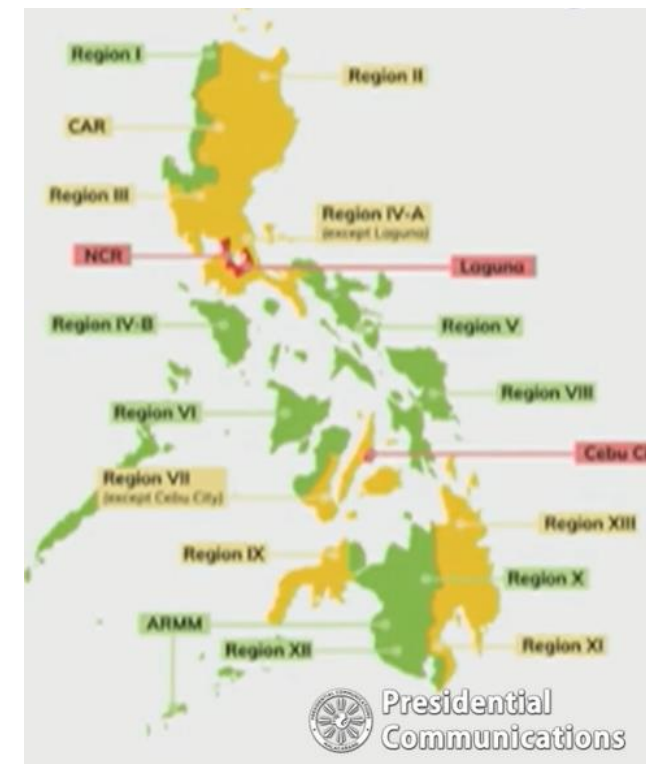 Region I
Region II
CAR
Region III
Region IV-A
(except Laguna)
NCR
Laguna
Region IV-B
Region V
Region VIII
Region VI
Cebu Ci
Region VII
(except Cebu City)
Region XIII
Region IX
Region X
ARMM
Region XII
Region XI
Presidential
Communications